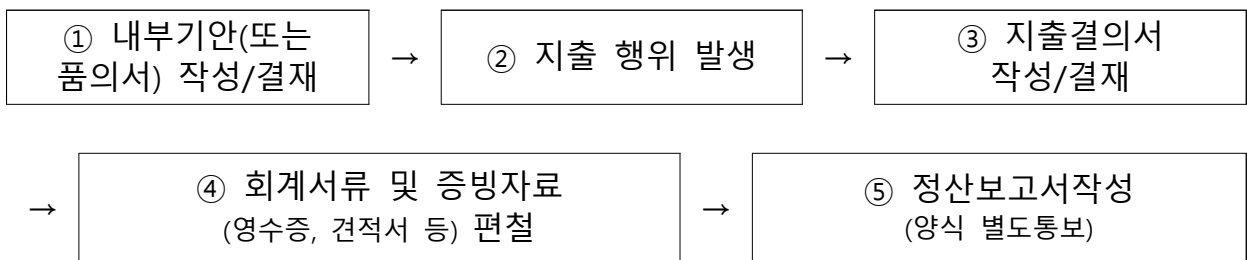 ① 내부기안(또는
품의서) 작성/결재
→
② 지출 행위 발생
→
③ 지출결의서
작성/결재
→
④ 회계서류 및 증빙자료
(영수증, 견적서 등) 편철
→
⑤ 정산보고서작성
(양식 별도통보)